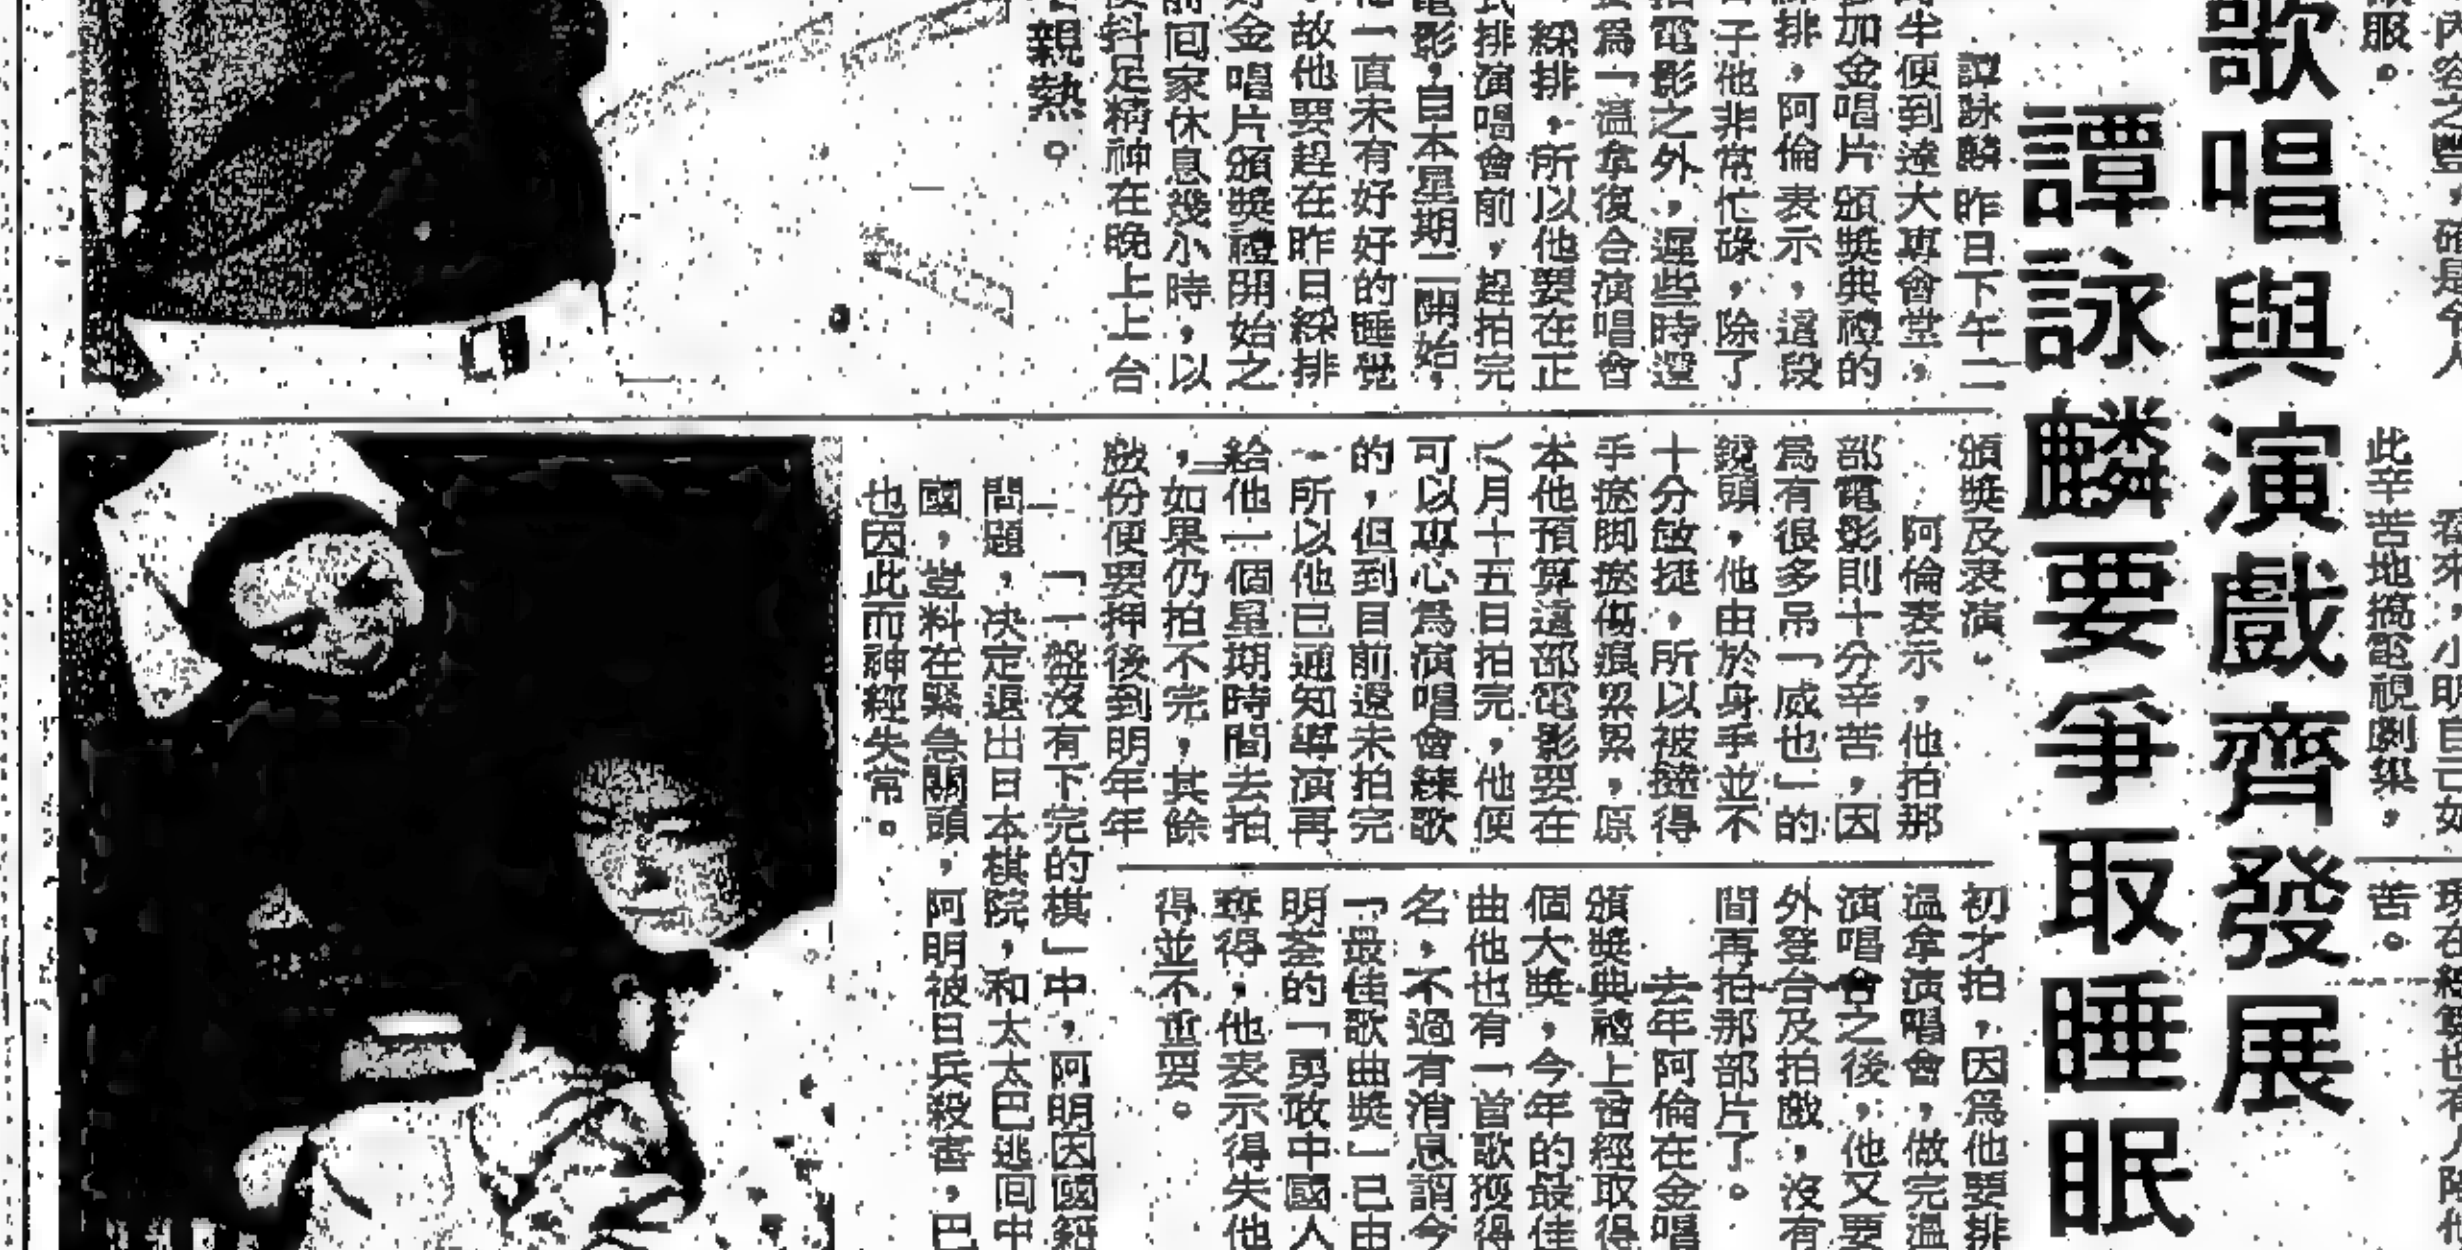 歌唱與演戲齊發展
譚詠麟要爭取睡眠
譚詠麟昨日下午二
時半便到達大專會堂，
參加金唱片頒獎典禮的
綵排，阿倫表示，這段
日子他非常忙碌，除了
拍電影之外，遲些時還
要為「溫拿復合演唱會
」綵排，所以他要在正
式排演唱會前，趕拍完
電影，自本星期二開始，
他一直未有好好的睡覺
，故他要趕在昨日綵排
好金唱片頒獎禮開始之
前回家休息幾小時，以
便抖足精神在晚上上台
頒獎及表演。
阿倫表示，他拍那
部電影則十分辛苦，因
為有很多吊「威也」的
鏡頭，他由於身手並不
十分敏捷，所以被撻得
手瘀脚瘀傷痕纍纍，原
本他預算這部電影要在
八月十五日拍完，他便
可以專心為演唱會練歌
的，但到目前還未拍完
，所以他已通知導演再
給他一個星期時間去拍
，如果仍拍不完，其餘
戲份便要押後到明年年
初才拍，因為他要排
溫拿演唱會，做完溫
演唱會之後，他又要
外登台及拍戲，沒有
間再拍那部片了。
去年阿倫在金唱
頒獎典禮上曾經取得
個大獎，今年的最佳
曲他也有一首歌獲得
名，不過有消息謂今
「最佳歌曲獎」已由
明荃的「勇敢中國人
奪得，他表示得失他
得並不重要。
親熱。
「一盤沒有下完的棋」中，阿明因國籍
問題，決定退出日本棋院，和太太巴逃回中
國，豈料在緊急關頭，阿明被日兵殺害，巴
也因此而神經失常。
服。
此辛苦地搞電視劇集，
苦。
看來，小明自己如